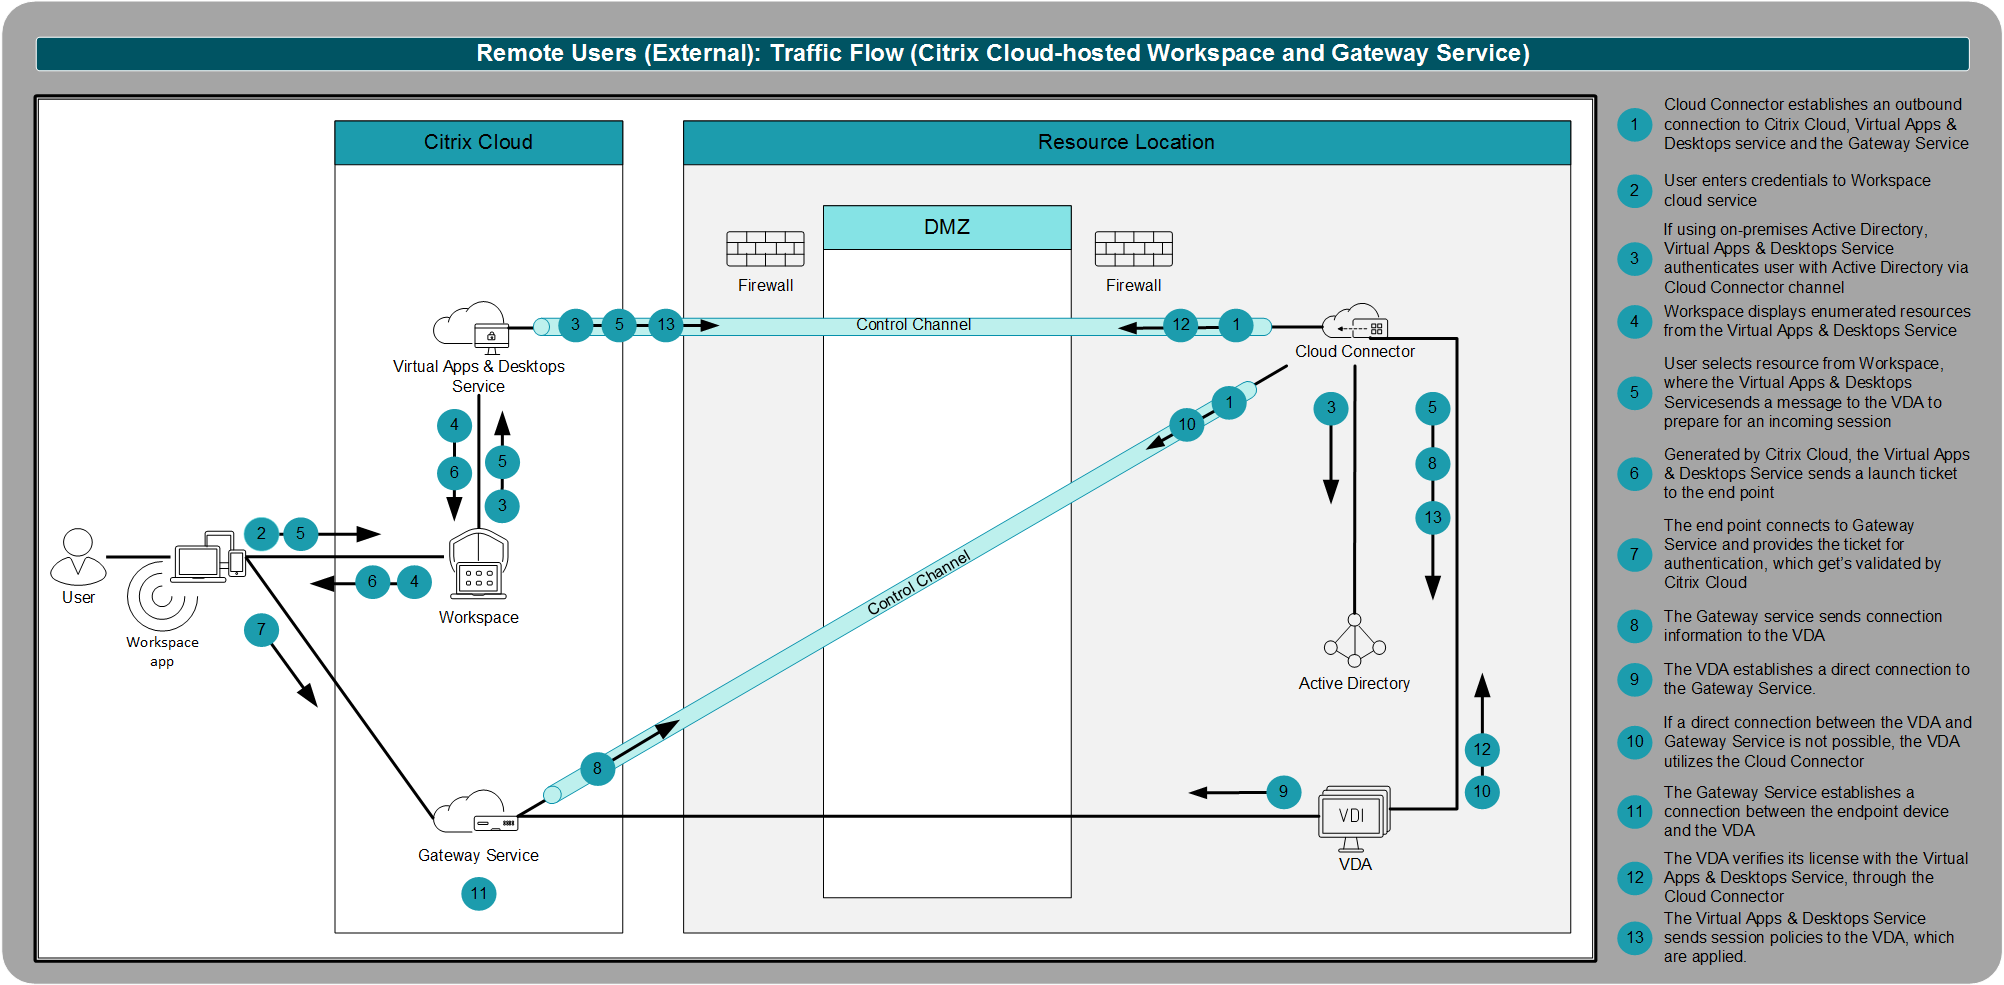 Remote Users (External): Traffic Flow (Citrix Cloud-hosted Workspace and Gateway Service)
Citrix Cloud
Resource Location
DMZ
Firewall
Firewall
3
5
13
Control Channel
12
1
Virtual Apps & Desktops
Service
Cloud Connector
4
6
5
3
1
10
3
5
8
13
2
5
6
4
User
Workspace
app
Workspace
7
Control Channel
Active Directory
8
9
12
10
VDI
VDA
Gateway Service
11
1
Cloud Connector establishes an outbound
connection to Citrix Cloud, Virtual Apps &
Desktops service and the Gateway Service
2
User enters credentials to Workspace
cloud service
3
If using on-premises Active Directory,
Virtual Apps & Desktops Service
authenticates user with Active Directory via
Cloud Connector channel
4
Workspace displays enumerated resources
from the Virtual Apps & Desktops Service
5
User selects resource from Workspace,
where the Virtual Apps & Desktops
Servicesends a message to the VDA to
prepare for an incoming session
6
Generated by Citrix Cloud, the Virtual Apps
& Desktops Service sends a launch ticket
to the end point
7
The end point connects to Gateway
Service and provides the ticket for
authentication, which get's validated by
Citrix Cloud
8
The Gateway service sends connection
information to the VDA
9
The VDA establishes a direct connection to
the Gateway Service.
10
If a direct connection between the VDA and
Gateway Service is not possible, the VDA
utilizes the Cloud Connector
11
The Gateway Service establishes a
connection between the endpoint device
and the VDA
12
The VDA verifies its license with the Virtual
Apps & Desktops Service, through the
Cloud Connector
13
The Virtual Apps & Desktops Service
sends session policies to the VDA, which
are applied.